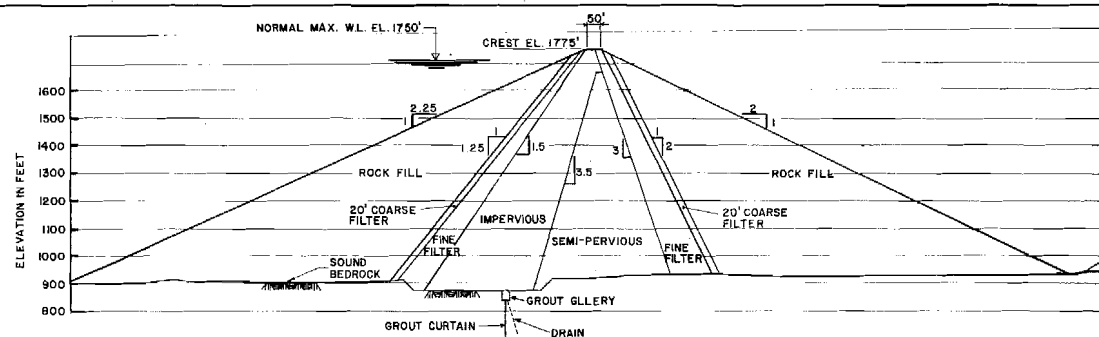 50'
NORMAL MAX. W.L. EL. 1750'
CREST EL. 1775'
1600
1500
1400
1300
1200
1100
1000
900
800
ELEVATION IN FEET
2.25
1
1
1.25
1.5
3.5
3
1
2
2
1
ROCK FILL
ROCK FILL
20' COARSE
FILTER
20' COARSE
FILTER
IMPERVIOUS
SEMI-PERVIOUS
FINE
FILTER
FINE
FILTER
SOUND
BEDROCK
GROUT GLLERY
GROUT CURTAIN
DRAIN